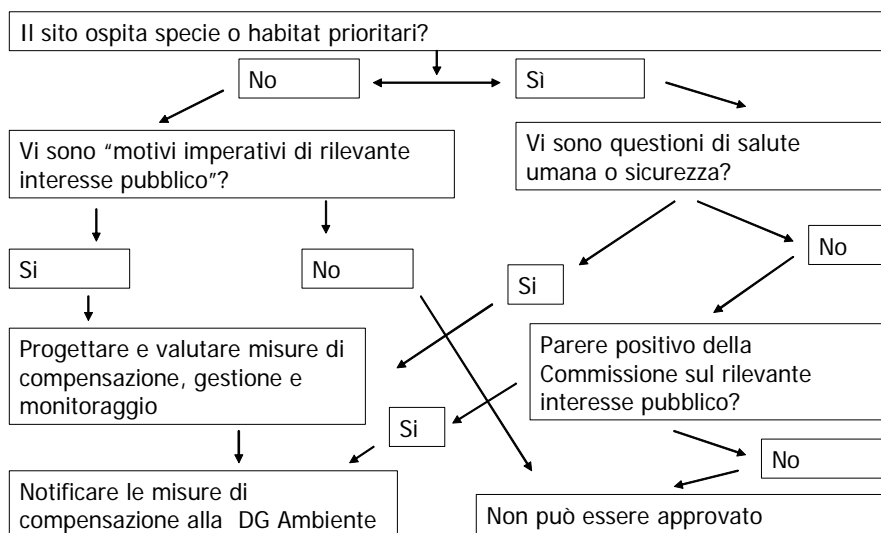 Il sito ospita specie o habitat prioritari?
No
Sì
Vi sono “motivi imperativi di rilevante
interesse pubblico”?
Vi sono questioni di salute
umana o sicurezza?
Si
No
Si
No
Progettare e valutare misure di
compensazione, gestione e
monitoraggio
Parere positivo della
Commissione sul rilevante
interesse pubblico?
Si
No
Notificare le misure di
compensazione alla DG Ambiente
Non può essere approvato